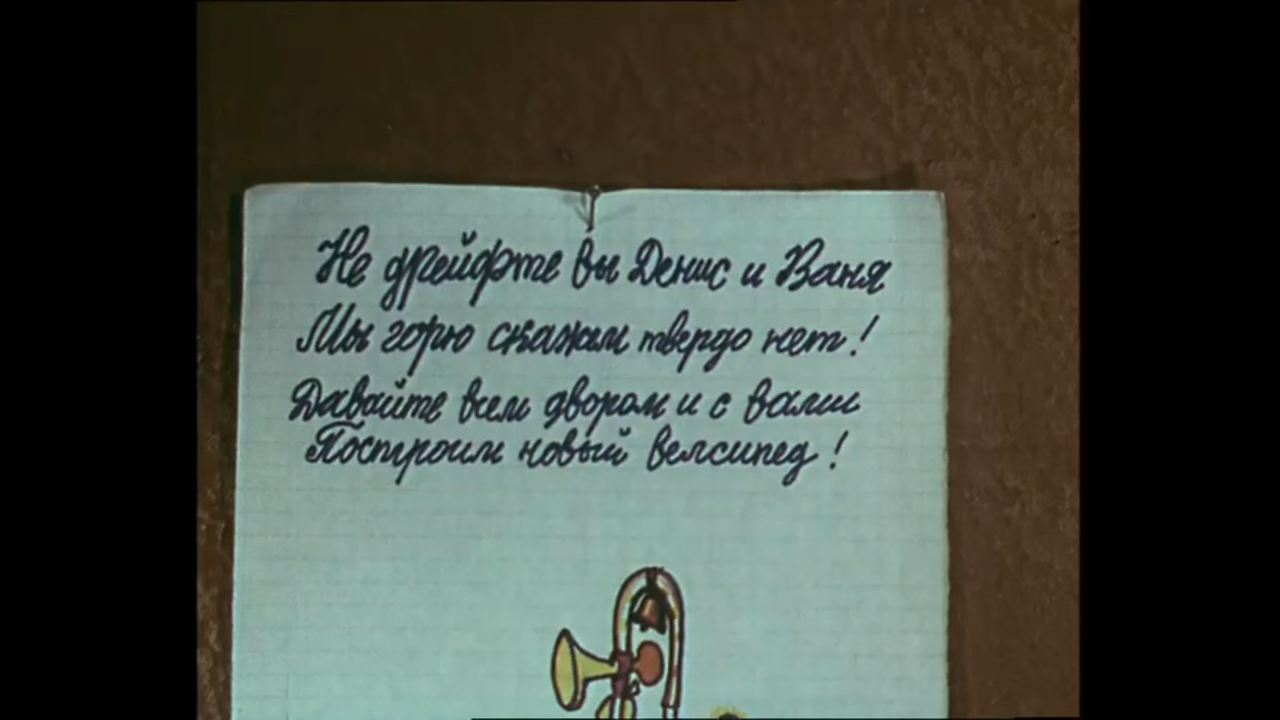 Не дрейфте вы Денис и Ваня
Мы горю скажем твердо нет!
Давайте всем двором и с вами
Построим новый велсипед!